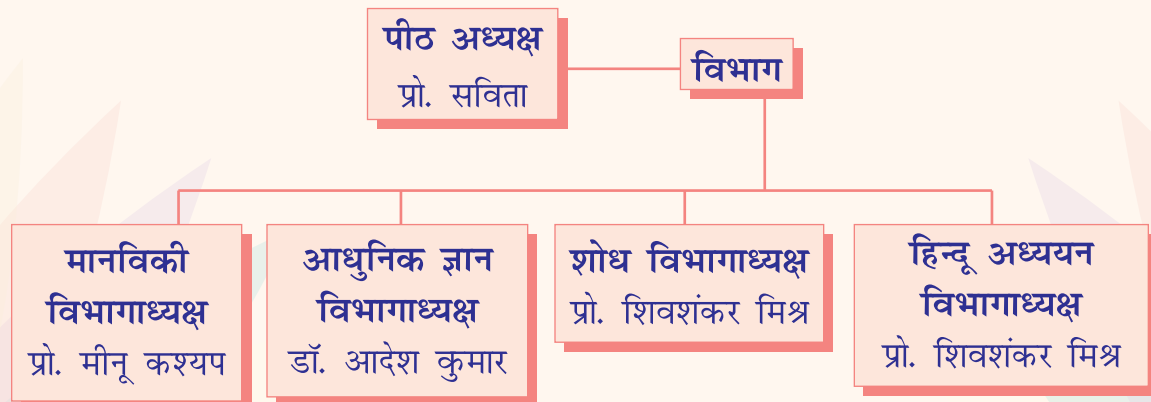 पीठ अध्यक्ष
प्रो. सविता
विभाग
मानविकी
विभागाध्यक्ष
प्रो. मीनू कश्यप
आधुनिक ज्ञान
विभागाध्यक्ष
डॉ. आदेश कुमार
शोध विभागाध्यक्ष
प्रो. शिवशंकर मिश्र
हिन्दू अध्ययन
विभागाध्यक्ष
प्रो. शिवशंकर मिश्र